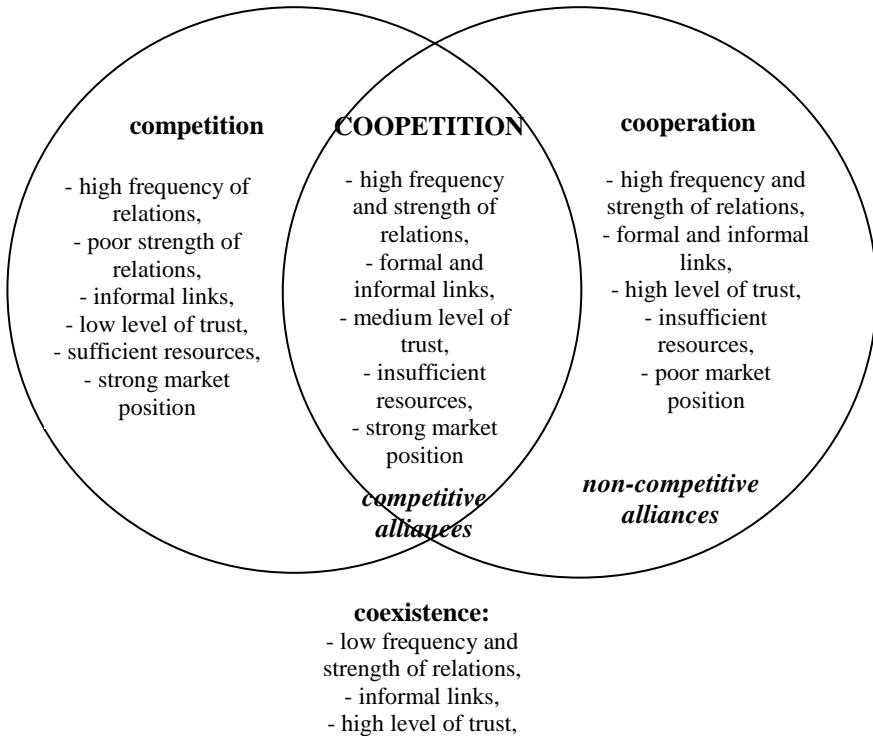 competition
- high frequency of
relations,
- poor strength of
relations,
- informal links,
- low level of trust,
- sufficient resources,
- strong market
position
COOPETITION
- high frequency
and strength of
relations,
- formal and
informal links,
- medium level of
trust,
- insufficient
resources,
- strong market
position
competitive
alliances
cooperation
- high frequency and
strength of relations,
- formal and informal
links,
- high level of trust,
- insufficient
resources,
- poor market
position
non-competitive
alliances
coexistence:
- low frequency and
strength of relations,
- informal links,
- high level of trust,